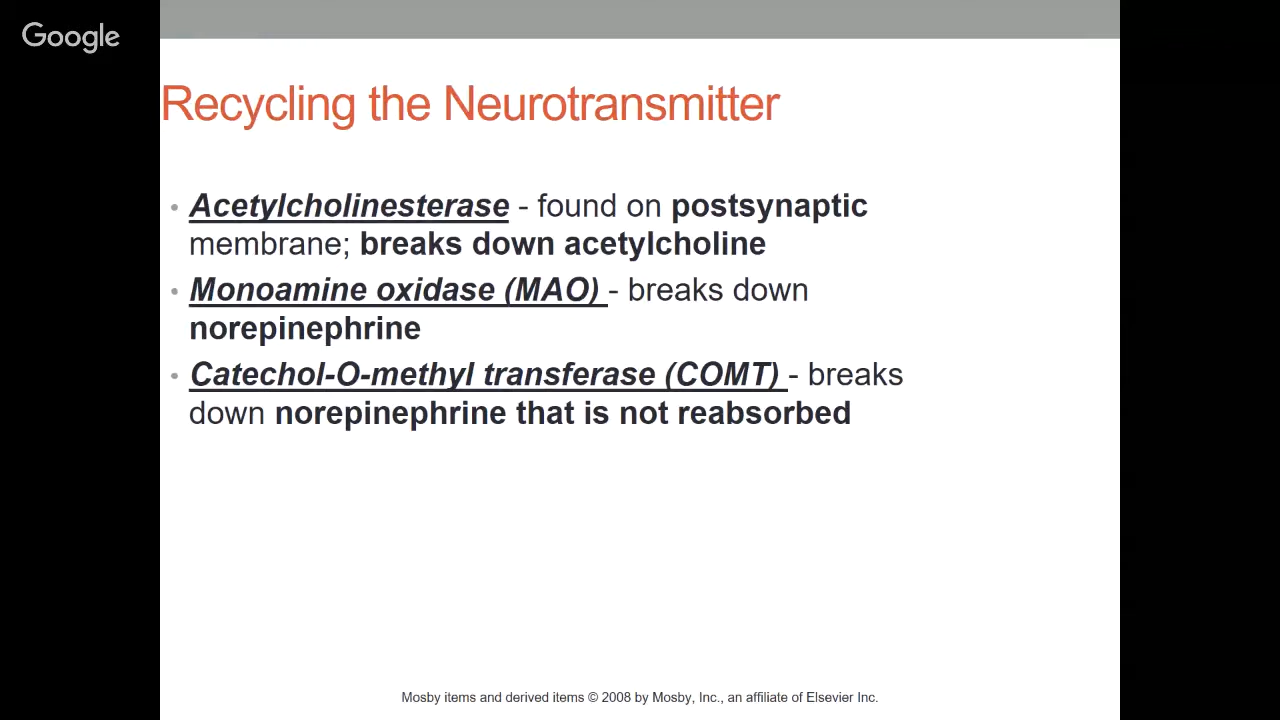 Google
Recycling the Neurotransmitter
• Acetylcholinesterase - found on postsynaptic
membrane; breaks down acetylcholine
• Monoamine oxidase (MAO) - breaks down
norepinephrine
• Catechol-O-methyl transferase (COMT) - breaks
down norepinephrine that is not reabsorbed
Mosby items and derived items © 2008 by Mosby, Inc., an affiliate of Elsevier Inc.